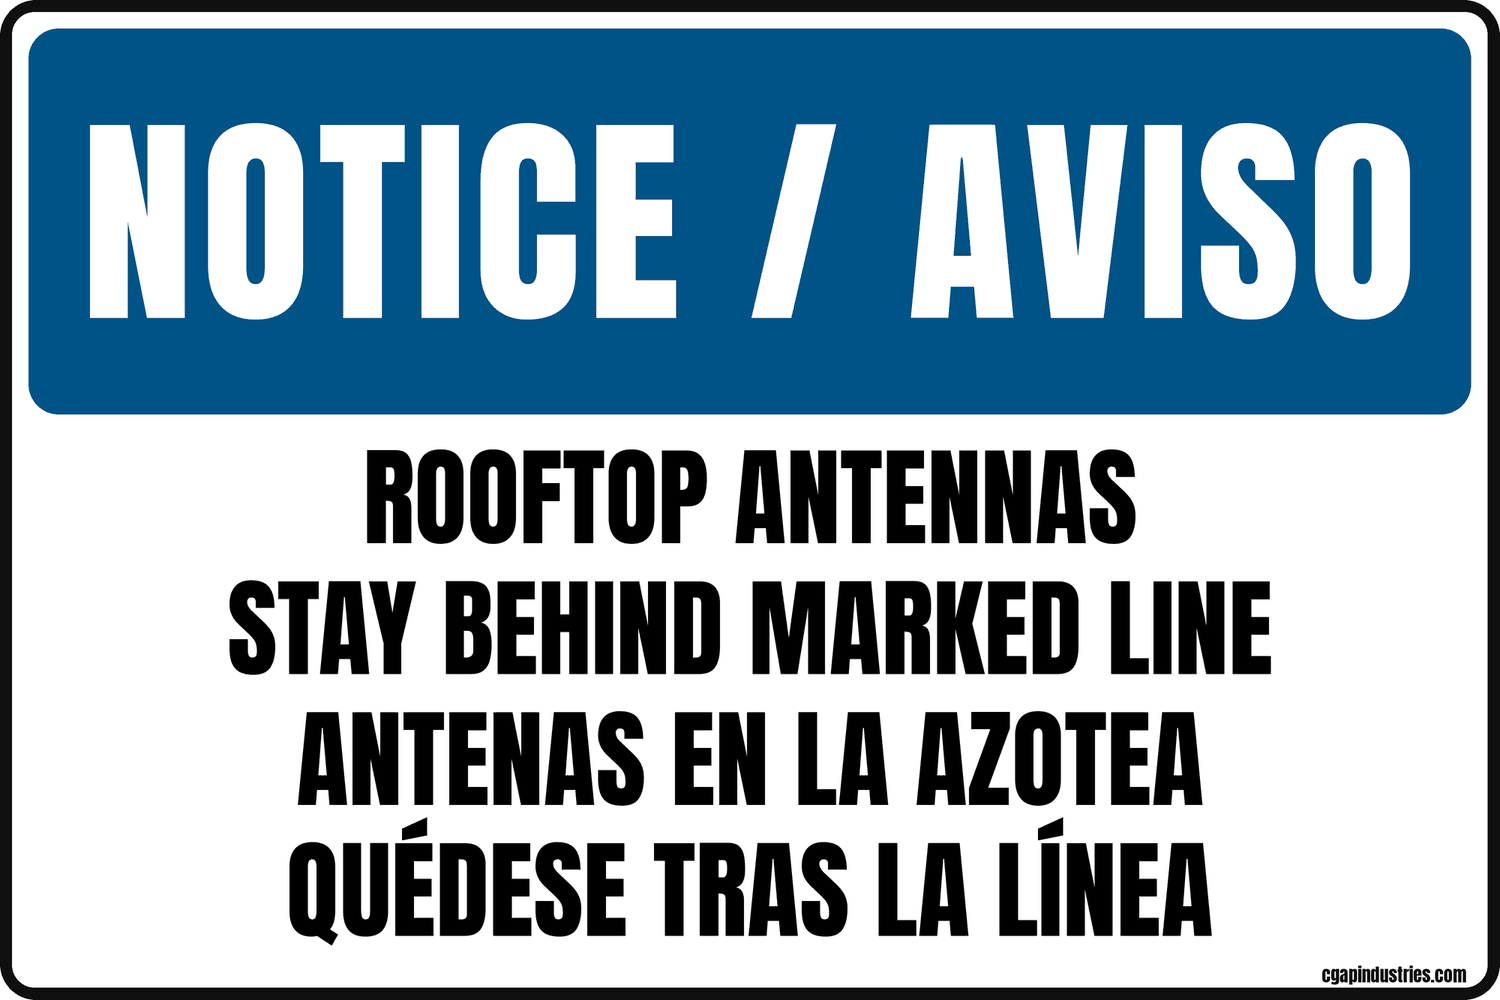 NOTICE / AVISO
ROOFTOP ANTENNAS
STAY BEHIND MARKED LINE
ANTENAS EN LA AZOTEA
QUÉDESE TRAS LA LÍNEA
cgapindustries.com